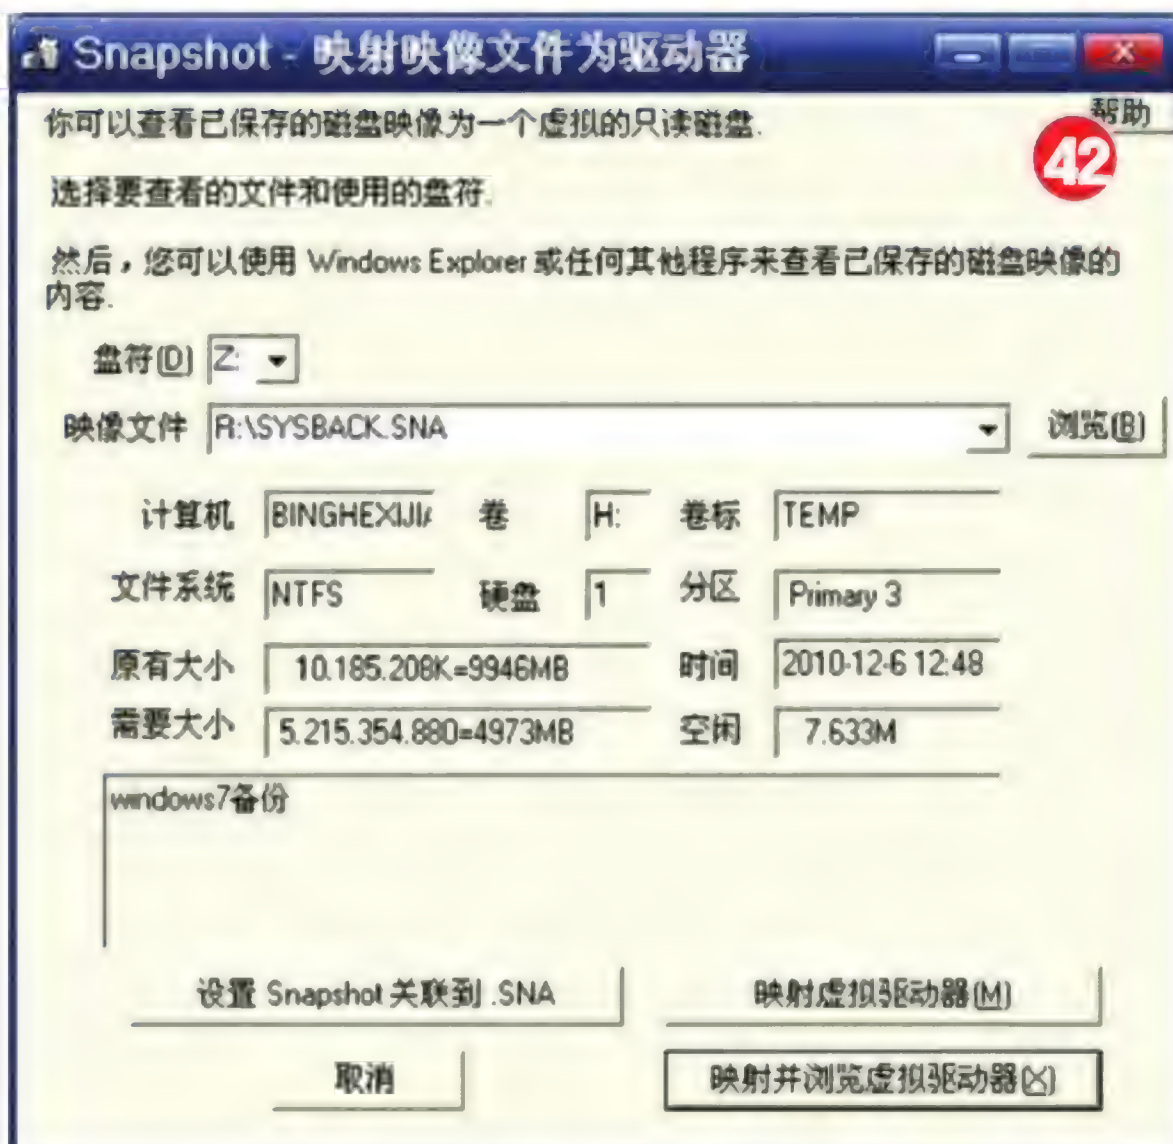 Snapshot - 映射映像文件为驱动器
帮助
你可以查看已保存的磁盘映像为一个虚拟的只读磁盘.
42
选择要查看的文件和使用的盘符.
然后，您可以使用 Windows Explorer 或任何其他程序来查看已保存的磁盘映像的
内容.
盘符(D) Z:
映像文件 R:\SYSBACK.SNA 浏览(B)
计算机 BINGHEXIJI 卷 H: 卷标 TEMP
文件系统 NTFS 硬盘 1 分区 Primary 3
原有大小 10.185.208K=9946MB 时间 2010-12-6 12:48
需要大小 5.215.354.880=4973MB 空闲 7.633M
windows7备份
设置 Snapshot 关联到 .SNA 映射虚拟驱动器(M)
取消 映射并浏览虚拟驱动器(X)